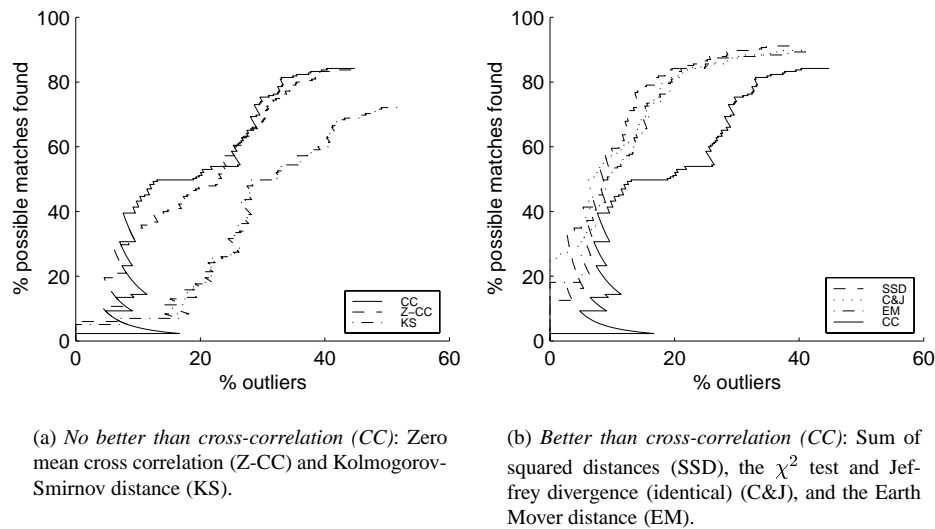 100
80
60
40
20
0
% possible matches found
0 20 40 60
% outliers
CC
Z−CC
KS
100
80
60
40
20
0
% possible matches found
0 20 40 60
% outliers
SSD
C&J
EM
CC
(a) No better than cross-correlation (CC): Zero
mean cross correlation (Z-CC) and Kolmogorov-
Smirnov distance (KS).
(b) Better than cross-correlation (CC): Sum of
squared distances (SSD), the χ² test and Jef-
frey divergence (identical) (C&J), and the Earth
Mover distance (EM).